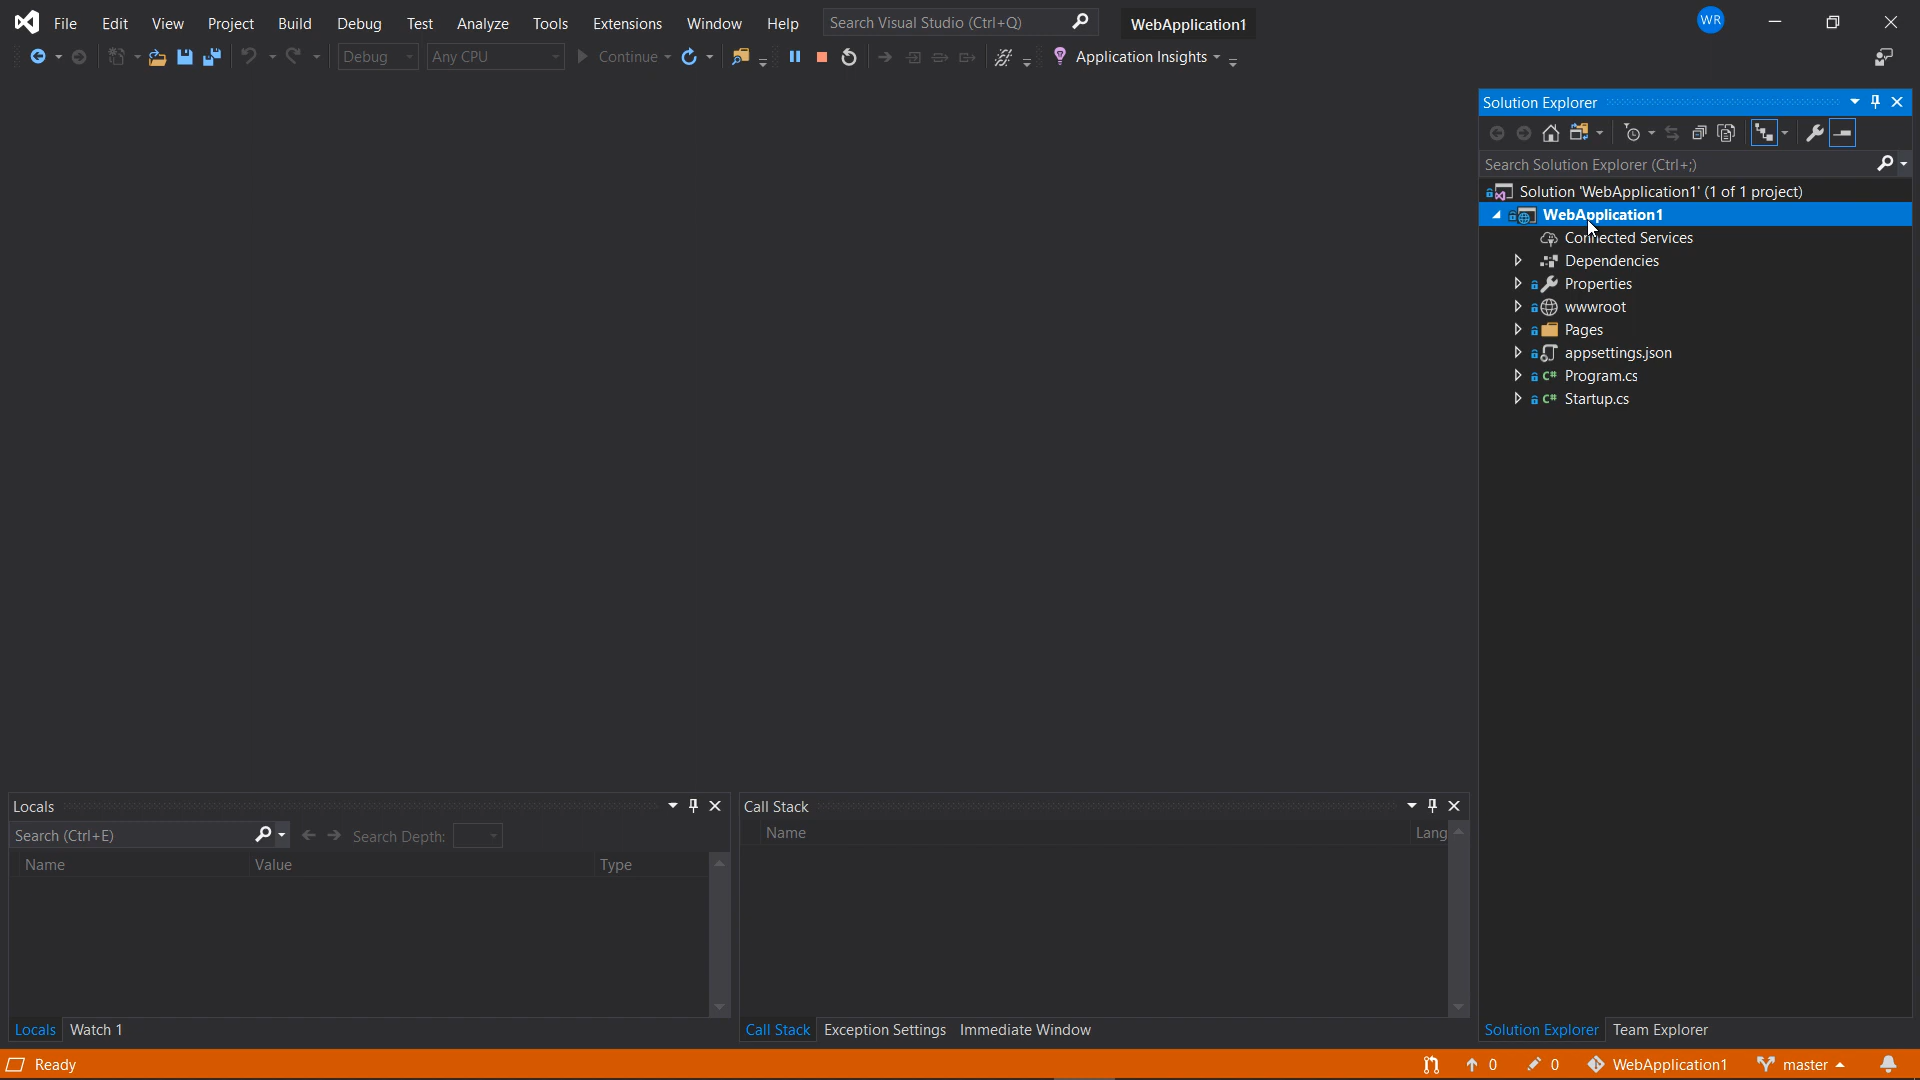 File Edit View Project Build Debug Test Analyze Tools Extensions Window Help Search Visual Studio (Ctrl+Q) WebApplication1 WR
Debug Any CPU Continue Application Insights
Solution Explorer
Search Solution Explorer (Ctrl+;)
Solution 'WebApplication1' (1 of 1 project)
WebApplication1
Connected Services
Dependencies
Properties
wwwroot
Pages
appsettings.json
C# Program.cs
C# Startup.cs
Locals
Search (Ctrl+E) Search Depth:
Name Value Type
Locals Watch 1
Call Stack
Name Lang
Call Stack Exception Settings Immediate Window
Solution Explorer Team Explorer
Ready 0 0 WebApplication1 master